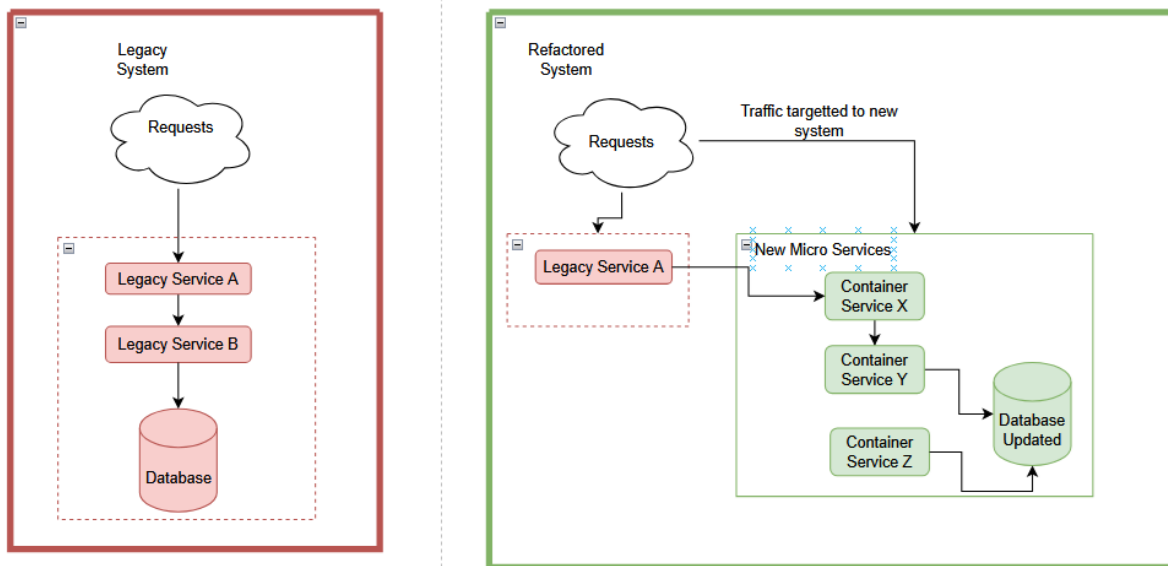 Legacy
System
Requests
Legacy Service A
Legacy Service B
Database
Refactored
System
Requests
Traffic targetted to new
system
Legacy Service A
New Micro Services
Container
Service X
Container
Service Y
Container
Service Z
Database
Updated